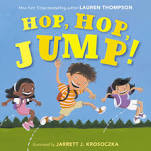 New York Times bestselling author LAUREN THOMPSON
HOP, HOP,
JUMP!
illustrated by JARRETT J. KROSOCZKA